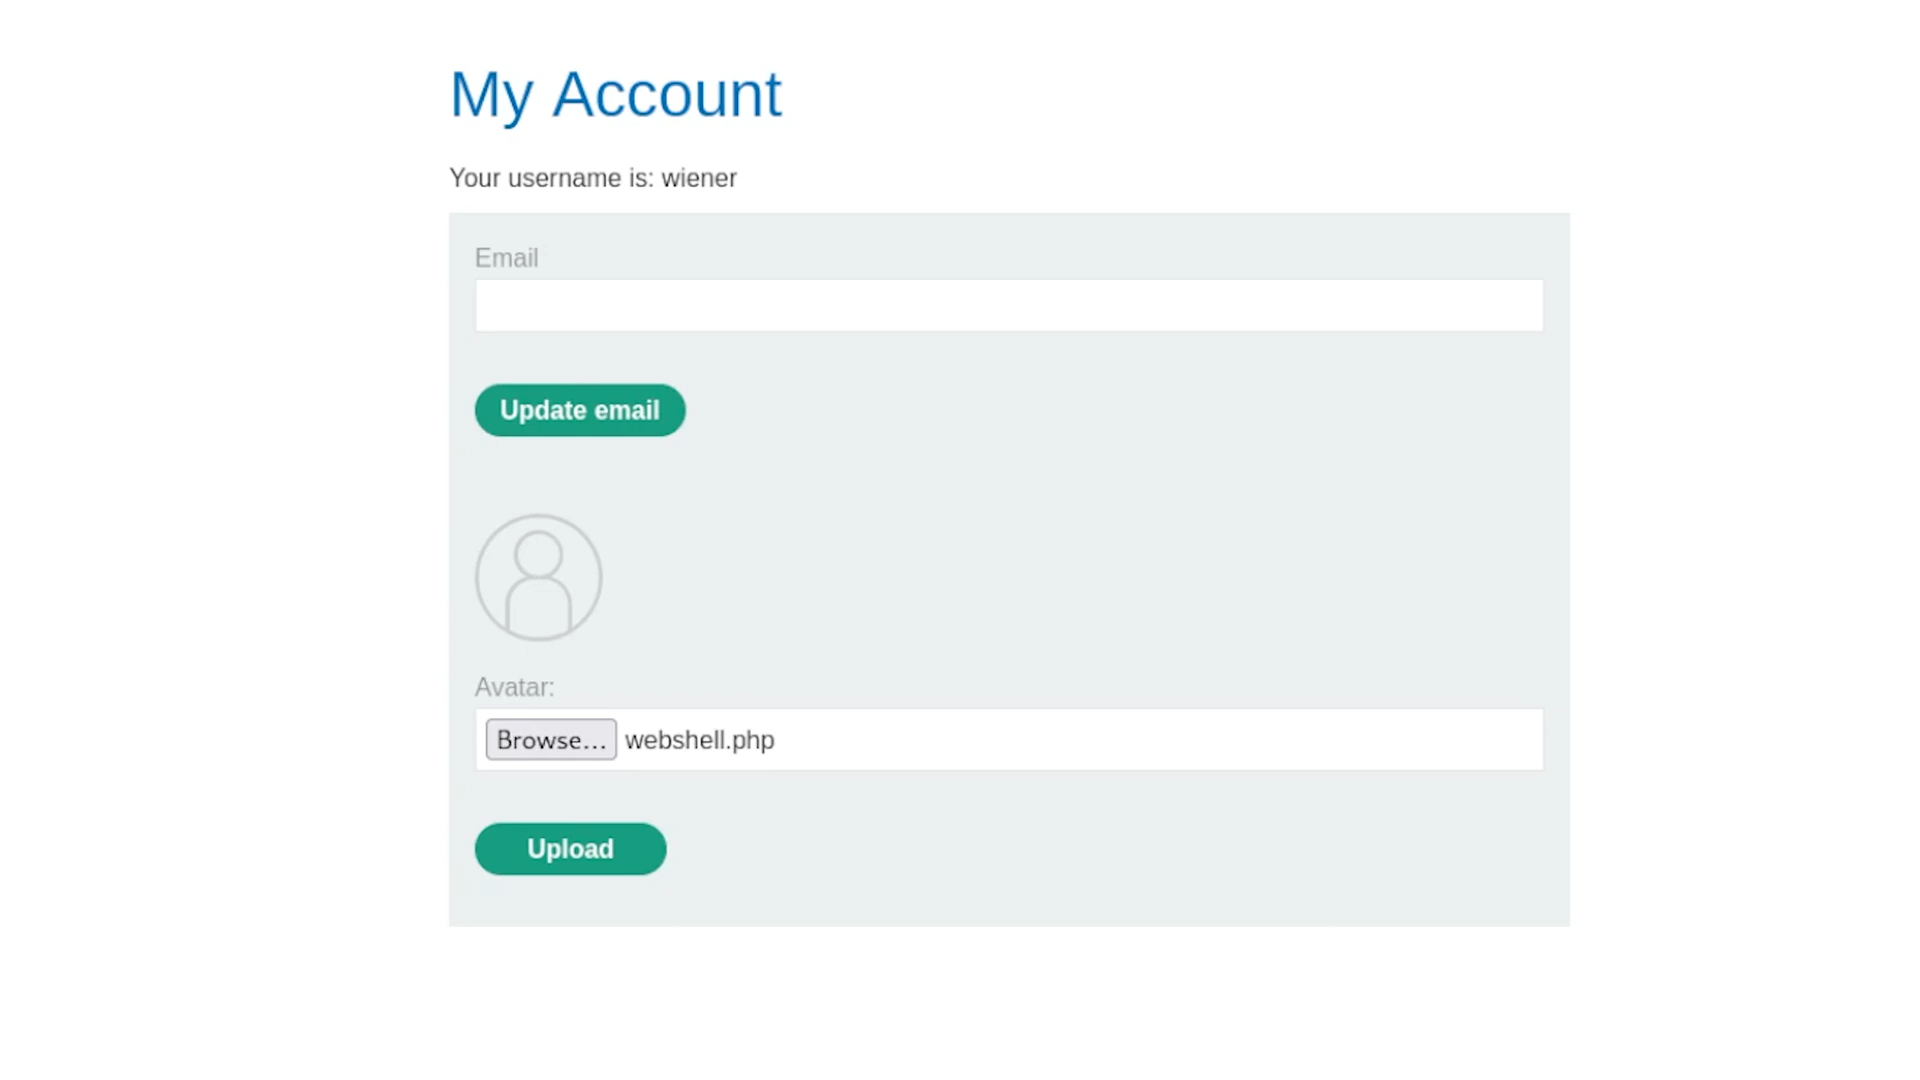 My Account
Your username is: wiener
Email
Update email
Avatar:
Browse... webshell.php
Upload